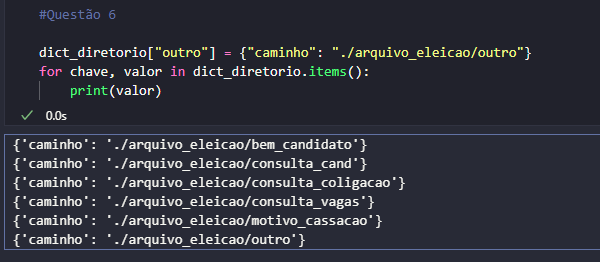 #Questão 6
dict_diretorio["outro"] = {"caminho": "./arquivo_eleicao/outro"}
for chave, valor in dict_diretorio.items():
    print(valor)
0.0s
{'caminho': './arquivo_eleicao/bem_candidato'}
{'caminho': './arquivo_eleicao/consulta_cand'}
{'caminho': './arquivo_eleicao/consulta_coligacao'}
{'caminho': './arquivo_eleicao/consulta_vagas'}
{'caminho': './arquivo_eleicao/motivo_cassacao'}
{'caminho': './arquivo_eleicao/outro'}